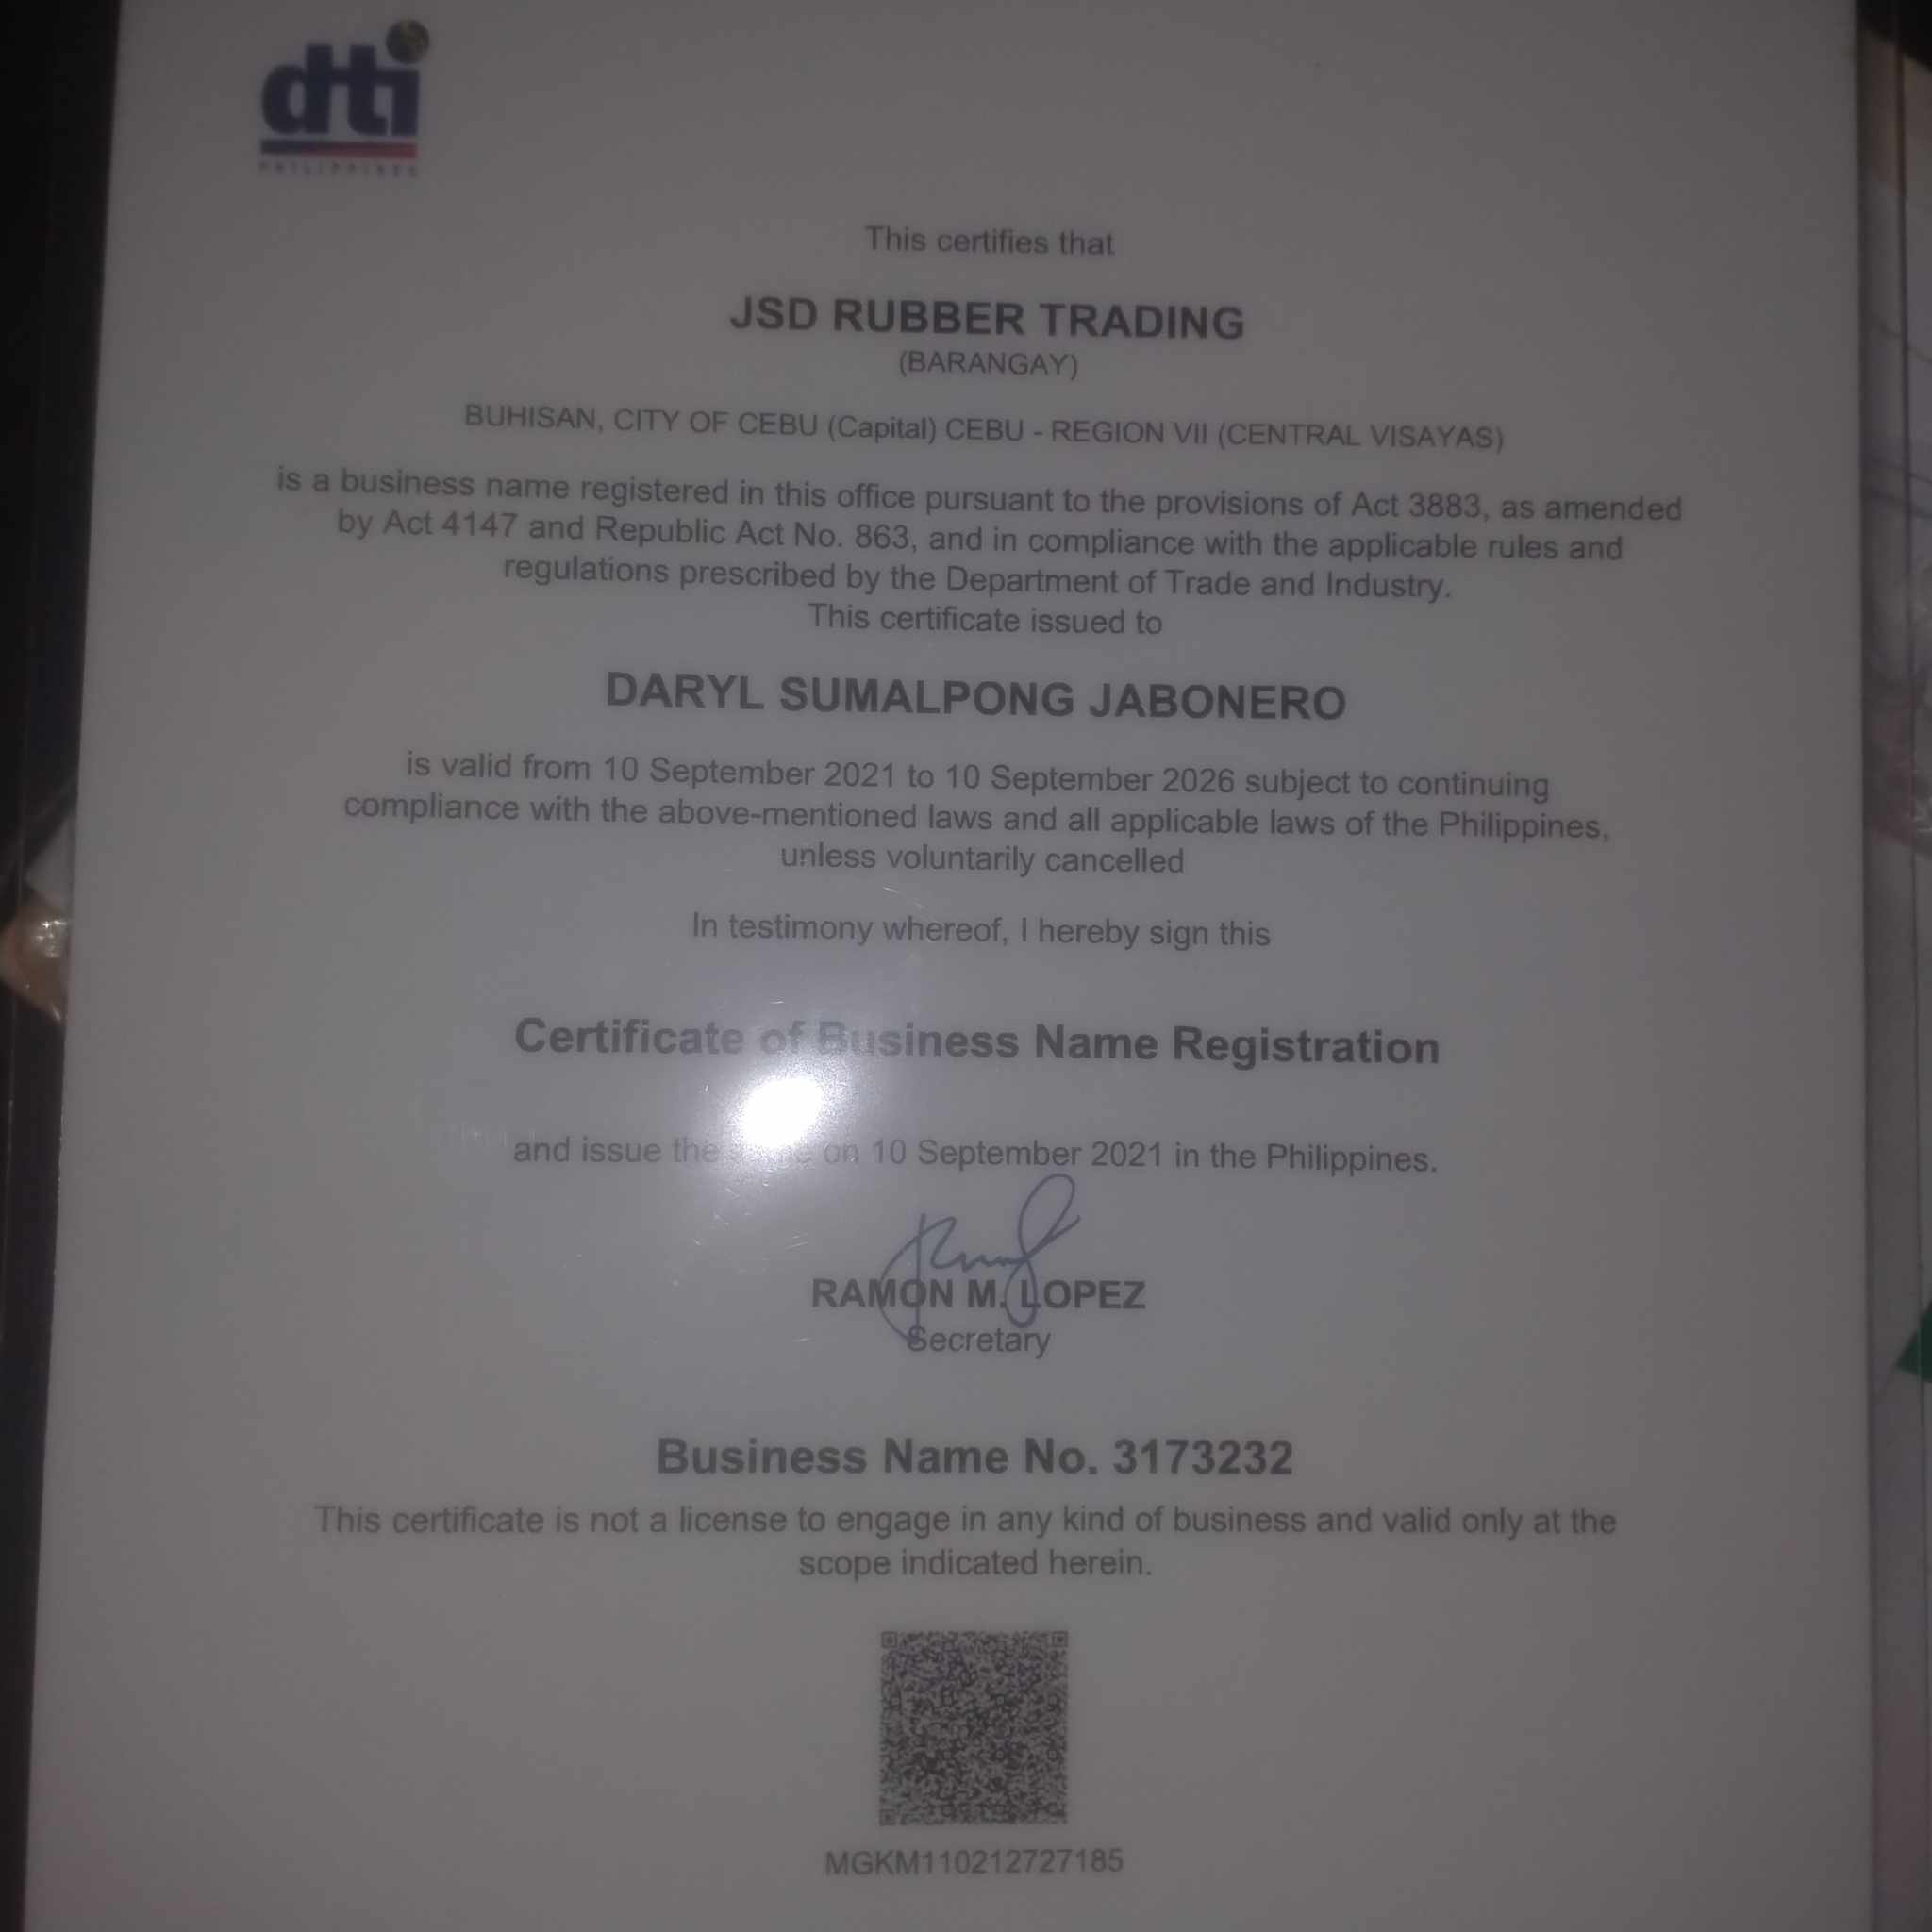 dti
PHILIPPINES
This certifies that
JSD RUBBER TRADING
(BARANGAY)
BUHISAN, CITY OF CEBU (Capital) CEBU - REGION VII (CENTRAL VISAYAS)
is a business name registered in this office pursuant to the provisions of Act 3883, as amended
by Act 4147 and Republic Act No. 863, and in compliance with the applicable rules and
regulations prescribed by the Department of Trade and Industry.
This certificate issued to
DARYL SUMALPONG JABONERO
is valid from 10 September 2021 to 10 September 2026 subject to continuing
compliance with the above-mentioned laws and all applicable laws of the Philippines,
unless voluntarily cancelled
In testimony whereof, I hereby sign this
Certificate of Business Name Registration
and issue the on 10 September 2021 in the Philippines.
RAMON M. LOPEZ
Secretary
Business Name No. 3173232
This certificate is not a license to engage in any kind of business and valid only at the
scope indicated herein.
MGKM110212727185